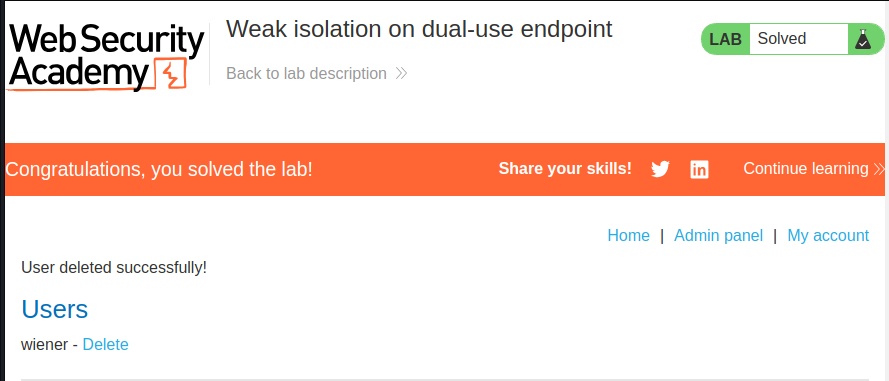 Web Security
Academy
Weak isolation on dual-use endpoint
Back to lab description
LAB Solved
Congratulations, you solved the lab!
Share your skills!
Continue learning
Home | Admin panel | My account
User deleted successfully!
Users
wiener - Delete